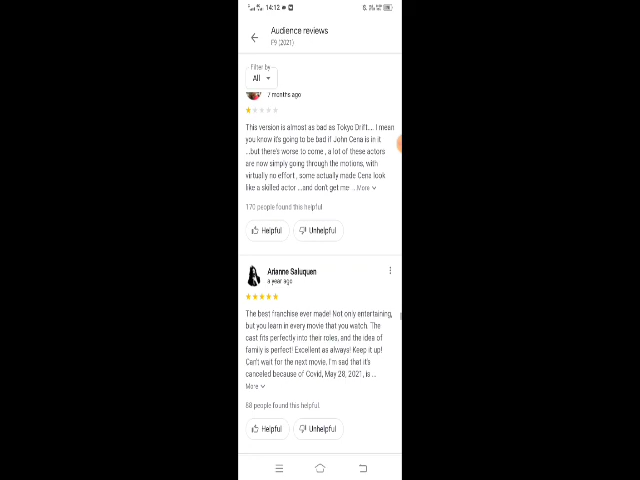 14:12
Audience reviews
F9 (2021)
Filter by
All
7 months ago
This version is almost as bad as Tokyo Drift.... I mean
you know it's going to be bad if John Cena is in it
...but there's worse to come , a lot of these actors
are now simply going through the motions, with
virtually no effort , some actually made Cena look
like a skilled actor ...and don't get me ... More
170 people found this helpful
Helpful
Unhelpful
Arianne Saluquen
a year ago
The best franchise ever made! Not only entertaining,
but you learn in every movie that you watch. The
cast fits perfectly into their roles, and the idea of
family is perfect! Excellent as always! Keep it up!
Can't wait for the next movie. I'm sad that it's
canceled because of Covid, May 28, 2021, is ...
More
88 people found this helpful.
Helpful
Unhelpful